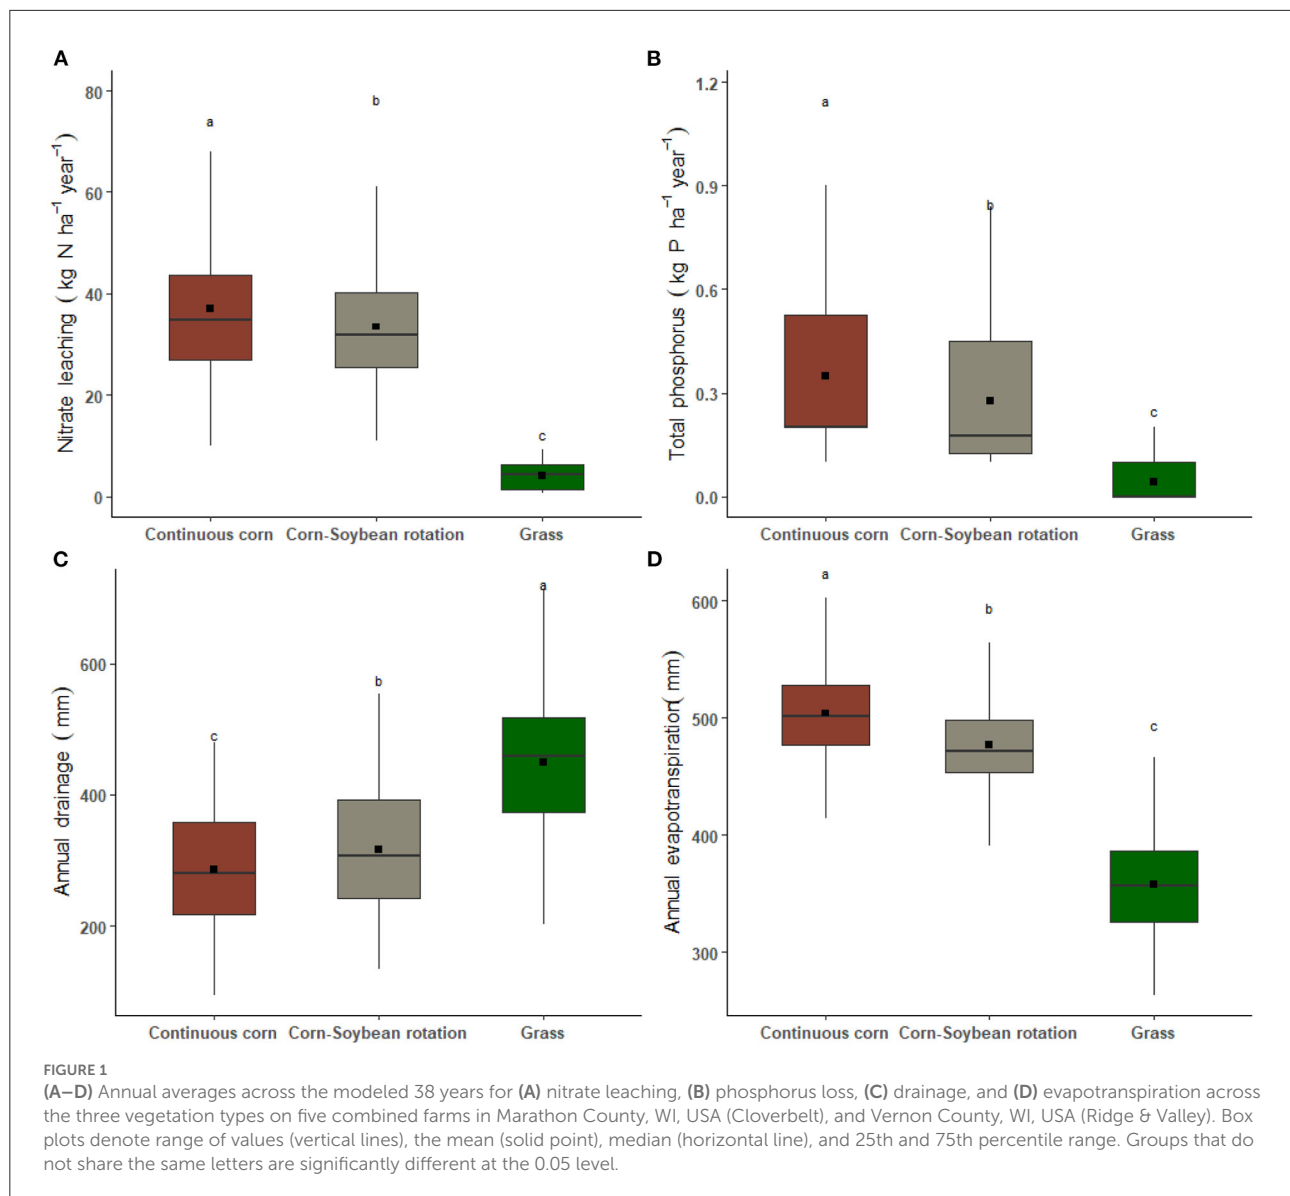 A
Nitrate leaching ( kg N ha⁻¹ year⁻¹)
80
60
40
20
0
a
b
c
Continuous corn
Corn-Soybean rotation
Grass
B
Total phosphorus ( kg P ha⁻¹ year⁻¹)
1.2
0.9
0.6
0.3
0.0
a
b
c
Continuous corn
Corn-Soybean rotation
Grass
C
Annual drainage ( mm)
600
400
200
c
b
a
Continuous corn
Corn-Soybean rotation
Grass
D
Annual evapotranspiration( mm)
600
500
400
300
a
b
c
Continuous corn
Corn-Soybean rotation
Grass
FIGURE 1
(A–D) Annual averages across the modeled 38 years for (A) nitrate leaching, (B) phosphorus loss, (C) drainage, and (D) evapotranspiration across
the three vegetation types on five combined farms in Marathon County, WI, USA (Cloverbelt), and Vernon County, WI, USA (Ridge & Valley). Box
plots denote range of values (vertical lines), the mean (solid point), median (horizontal line), and 25th and 75th percentile range. Groups that do
not share the same letters are significantly different at the 0.05 level.